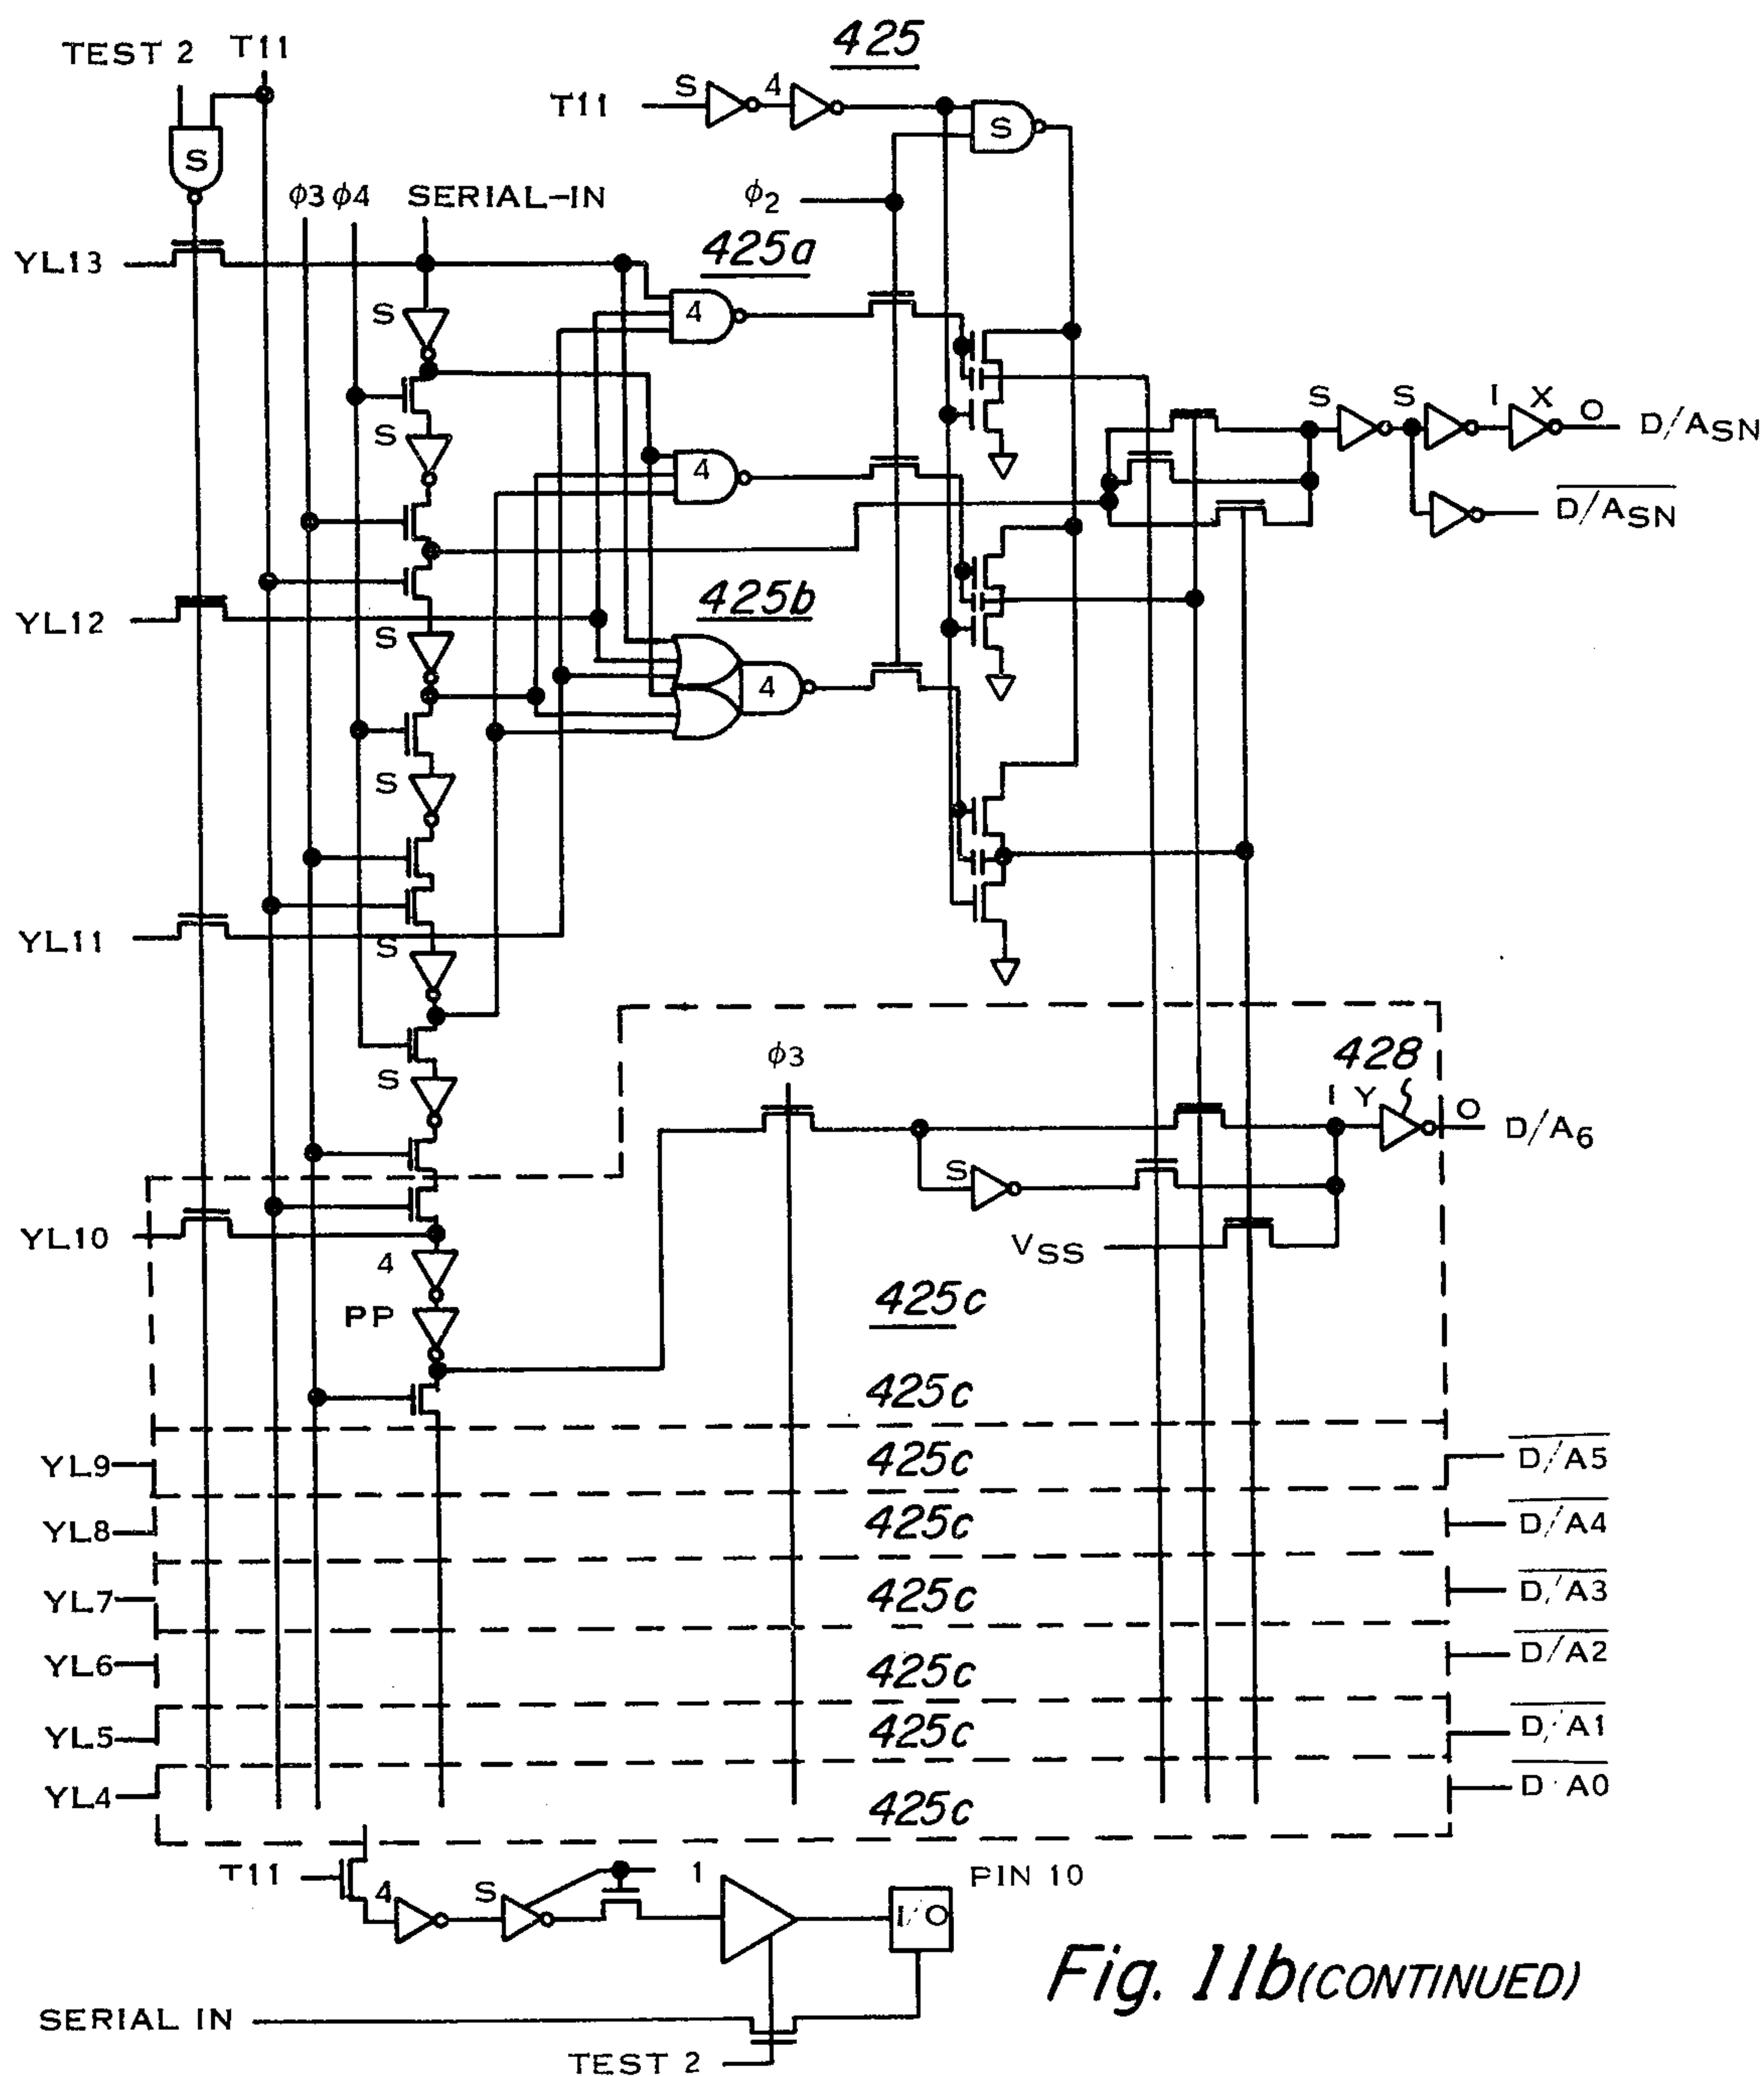 425
TEST 2 T11
T11 S 4 S
S
ϕ3 ϕ4 SERIAL-IN
ϕ2
YL13
425a
S 4
S 4
S S 1 X O D/ASN
D/ASN
YL12
425b
S
4
S
YL11
S
ϕ3
428
S
1 Y O D/A6
S
YL10
VSS
4
425c
PP
425c
YL9 425c D/A5
YL8 425c D/A4
YL7 425c D/A3
YL6 425c D/A2
YL5 425c D/A1
YL4 425c D A0
T11 4 S 1 PIN 10
I/O
SERIAL IN
TEST 2
Fig. 11b (CONTINUED)